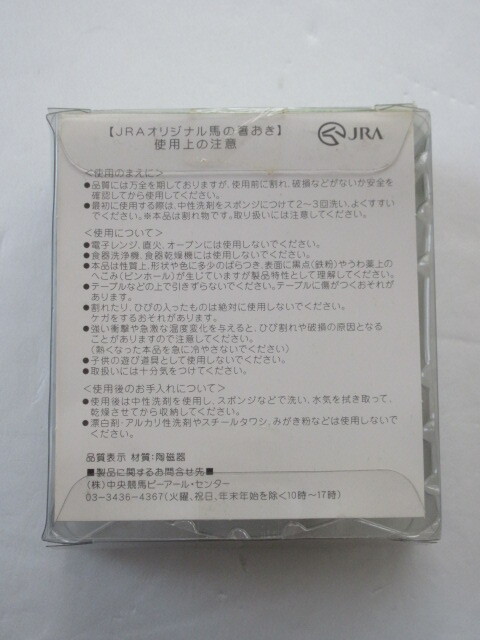 【JRAオリジナル馬の箸おき】
使用上の注意
JRA
<使用のまえに>
●品質には万全を期しておりますが、使用前に割れ、破損などがないか安全を
確認してから使用してください。
●最初に使用する際は、中性洗剤をスポンジにつけて2〜3回洗い、よくすすい
でください。※本品は割れ物です。取り扱いには注意してください。
<使用について>
●電子レンジ、直火、オーブンには使用しないでください。
●食器洗浄機、食器乾燥機には使用しないでください。
●本品は性質上、形状や色に多少のばらつき、表面に黒点(鉄粉)やうわ薬上の
へこみ(ピンホール)が生じていますが製品特性として理解してください。
●テーブルなどの上で引きずらないでください。テーブルに傷がつくおそれが
あります。
●割れたり、ひびの入ったものは絶対に使用しないでください。
ケガをするおそれがあります。
●強い衝撃や急激な温度変化を与えると、ひび割れや破損の原因となる
ことがありますので注意してください。
(熱くなった本品を急に冷やさないでください)
●子供の遊び道具として使用しないでください。
●取扱いには十分気をつけてください。
<使用後のお手入れについて>
●使用後は中性洗剤を使用し、スポンジなどで洗い、水気を拭き取って、
乾燥させてから収納してください。
●漂白剤・アルカリ性洗剤やスチールタワシ、みがき粉などは使用しないで
ください。
品質表示 材質:陶磁器
■製品に関するお問合せ先■
(株)中央競馬ピーアール・センター
03-3436-4367(火曜、祝日、年末年始を除く10時〜17時)